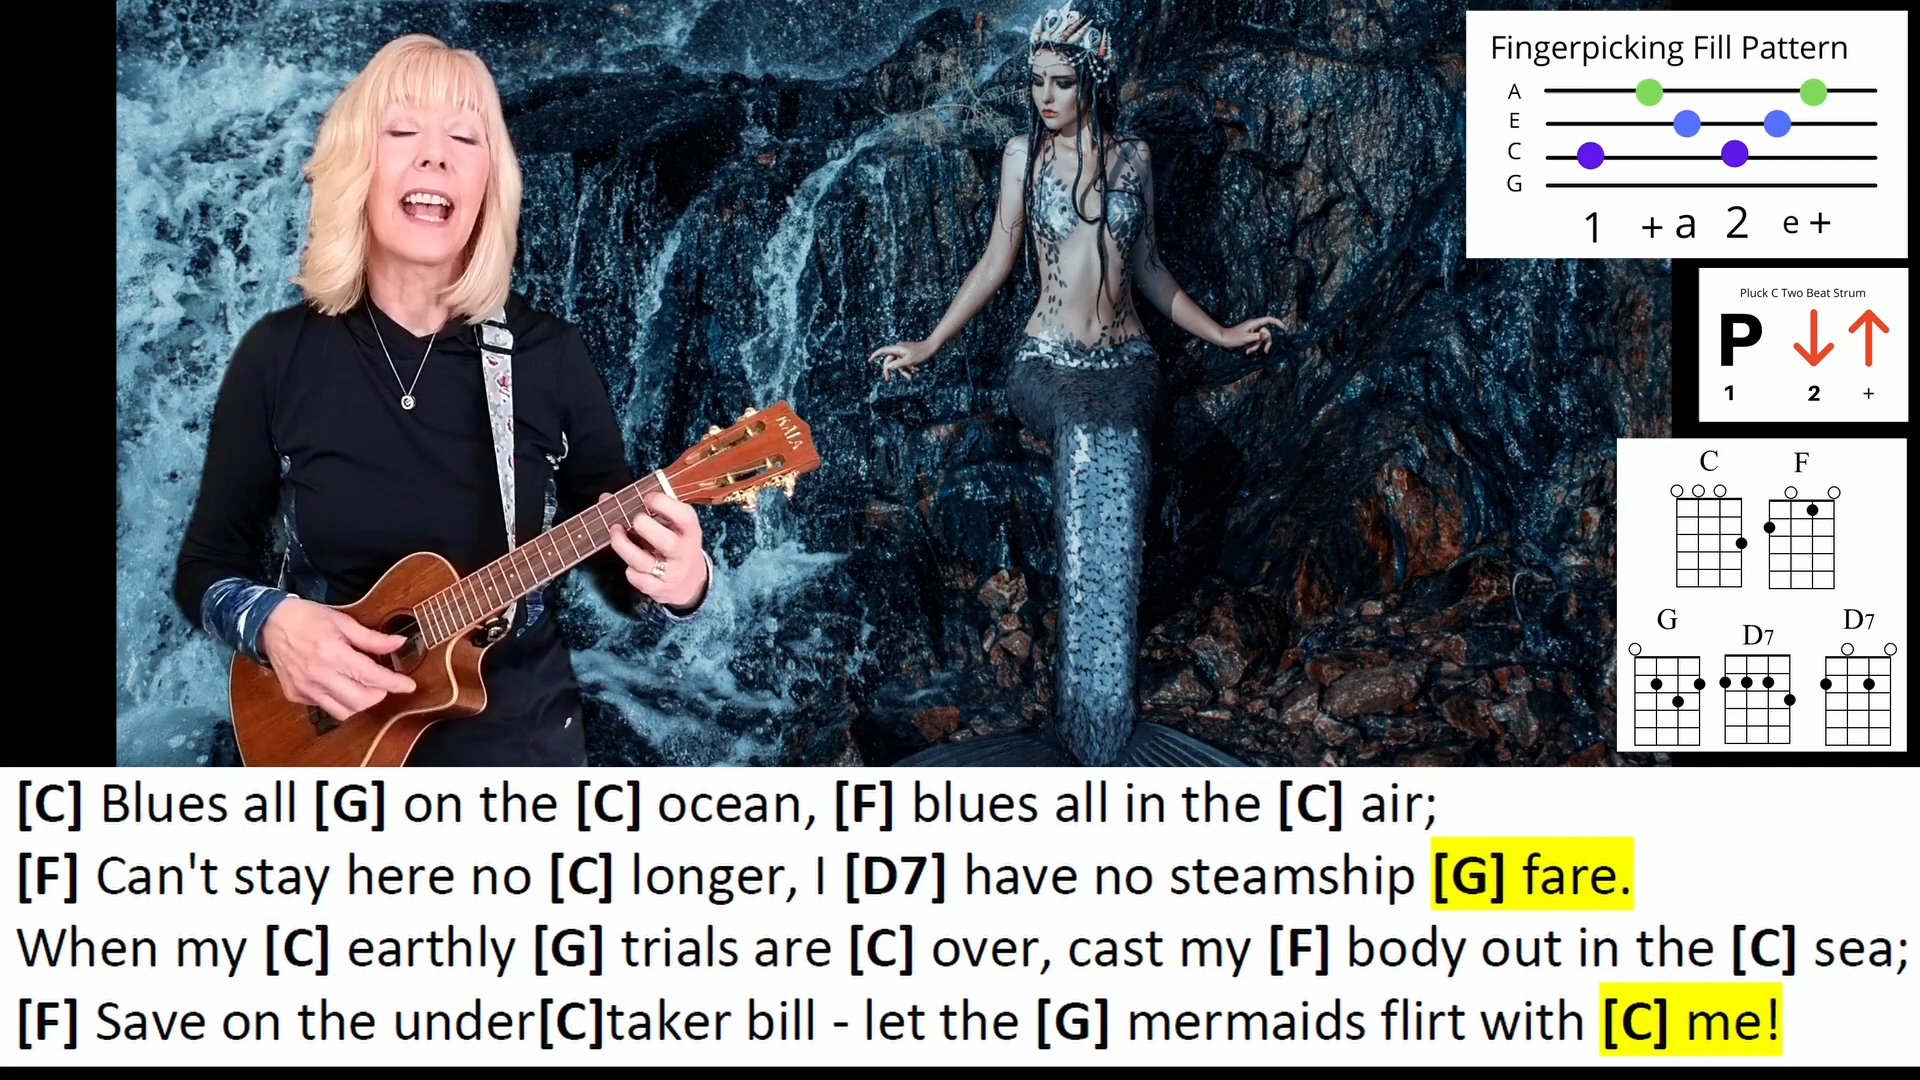 Fingerpicking Fill Pattern
A
E
C
G
1 + a 2 e +
Pluck C Two Beat Strum
P
1 2 +
C F
G D7 D7
KALA
[C] Blues all [G] on the [C] ocean, [F] blues all in the [C] air;
[F] Can't stay here no [C] longer, I [D7] have no steamship [G] fare.
When my [C] earthly [G] trials are [C] over, cast my [F] body out in the [C] sea;
[F] Save on the under[C]taker bill - let the [G] mermaids flirt with [C] me!